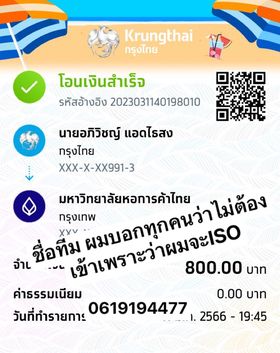 Krungthai
กรุงไทย
โอนเงินสำเร็จ
รหัสอ้างอิง 2023031140198010
นายอภิวิชญ์ แอดไธสง
กรุงไทย
XXX-X-XX991-3
มหาวิทยาลัยหอการค้าไทย
กรุงเทพ
ชื่อทีม ผมบอกทุกคนว่าไม่ต้อง
เข้าเพราะว่าผมจะISO
800.00 บาท
ค่าธรรมเนียม 0.00 บาท
0619194477
วันที่ทำรายการ 2566 - 19:45